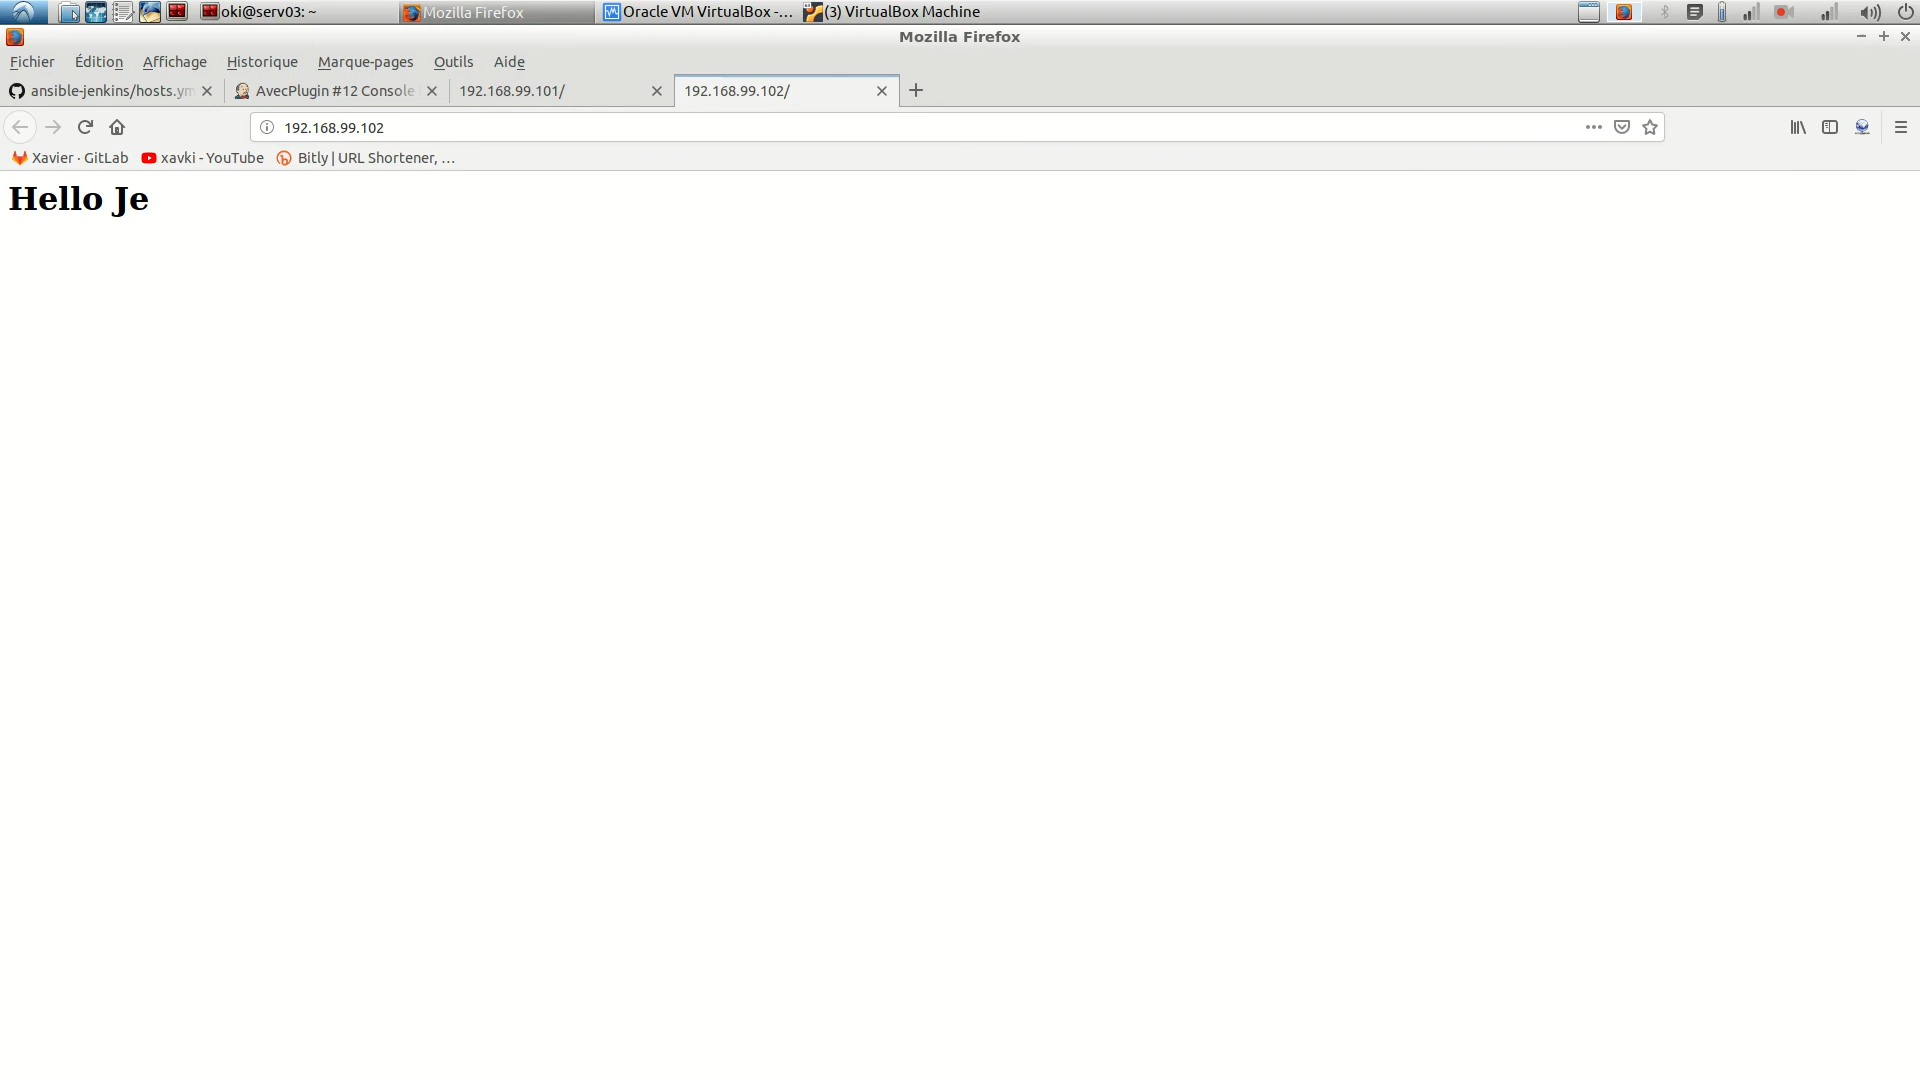 oki@serv03: ~ Mozilla Firefox Oracle VM VirtualBox -... (3) VirtualBox Machine
Mozilla Firefox
Fichier Édition Affichage Historique Marque-pages Outils Aide
ansible-jenkins/hosts.ym AvecPlugin #12 Console 192.168.99.101/ 192.168.99.102/
192.168.99.102
Xavier · GitLab xavki - YouTube Bitly | URL Shortener, ...
Hello Je